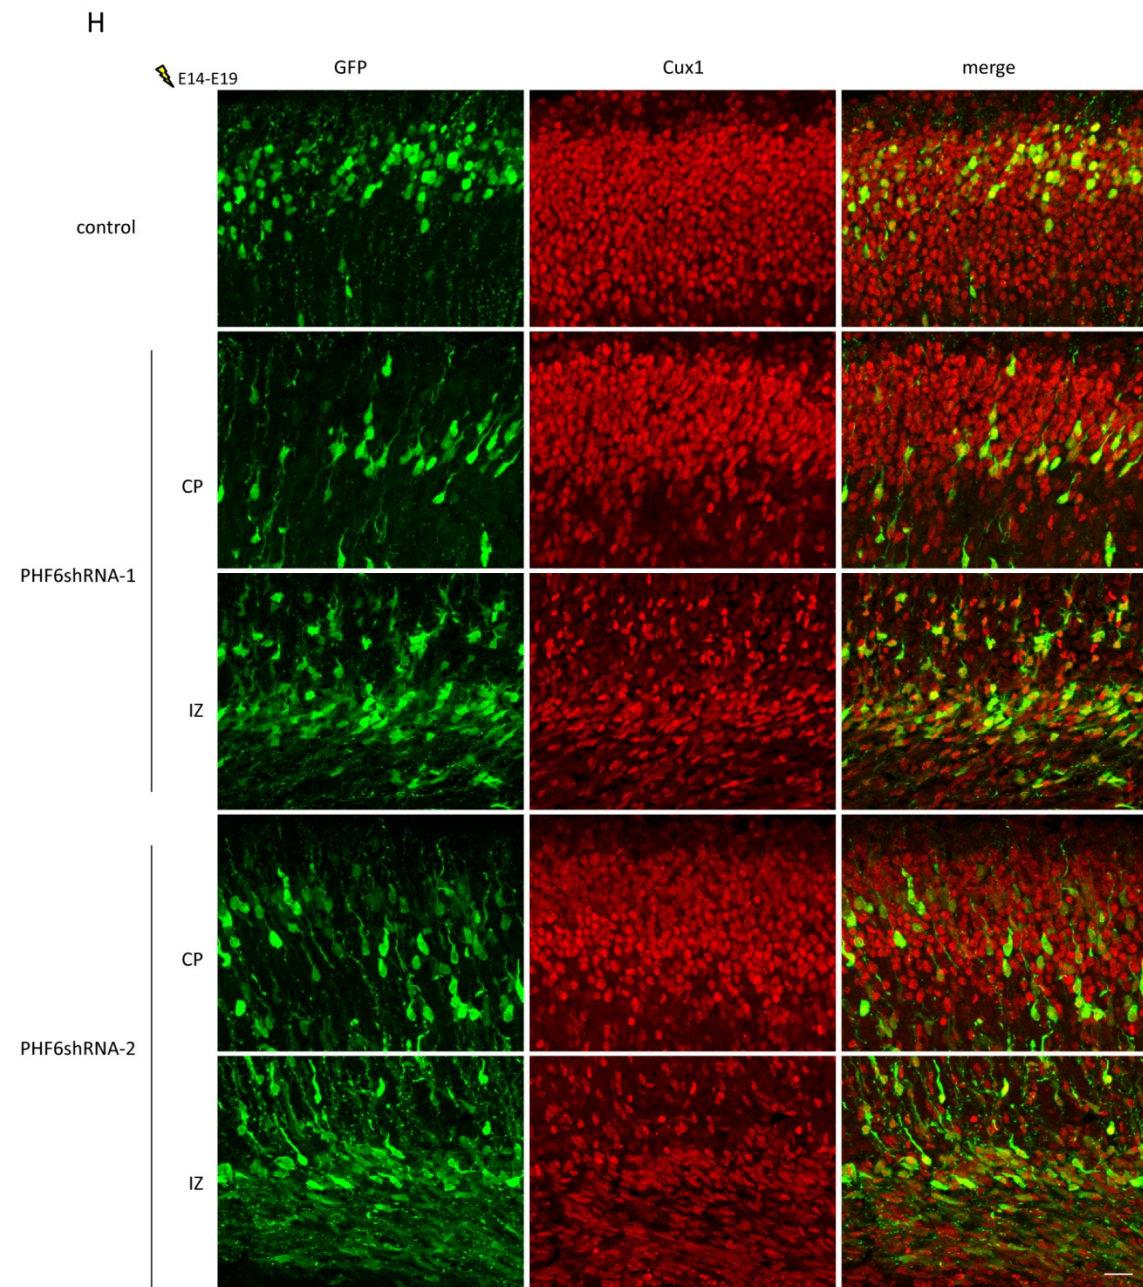 H
E14-E19
GFP
Cux1
merge
control
CP
PHF6shRNA-1
IZ
CP
PHF6shRNA-2
IZ